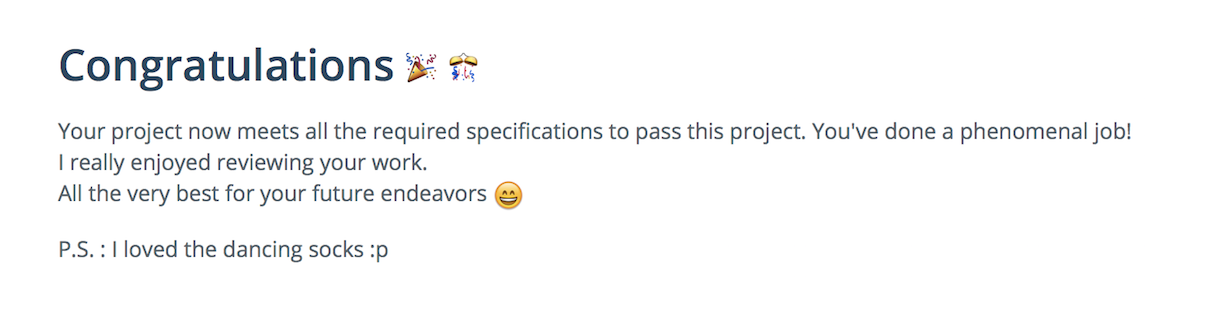 Congratulations 🎉 🎊
Your project now meets all the required specifications to pass this project. You've done a phenomenal job!
I really enjoyed reviewing your work.
All the very best for your future endeavors 😄
P.S. : I loved the dancing socks :p